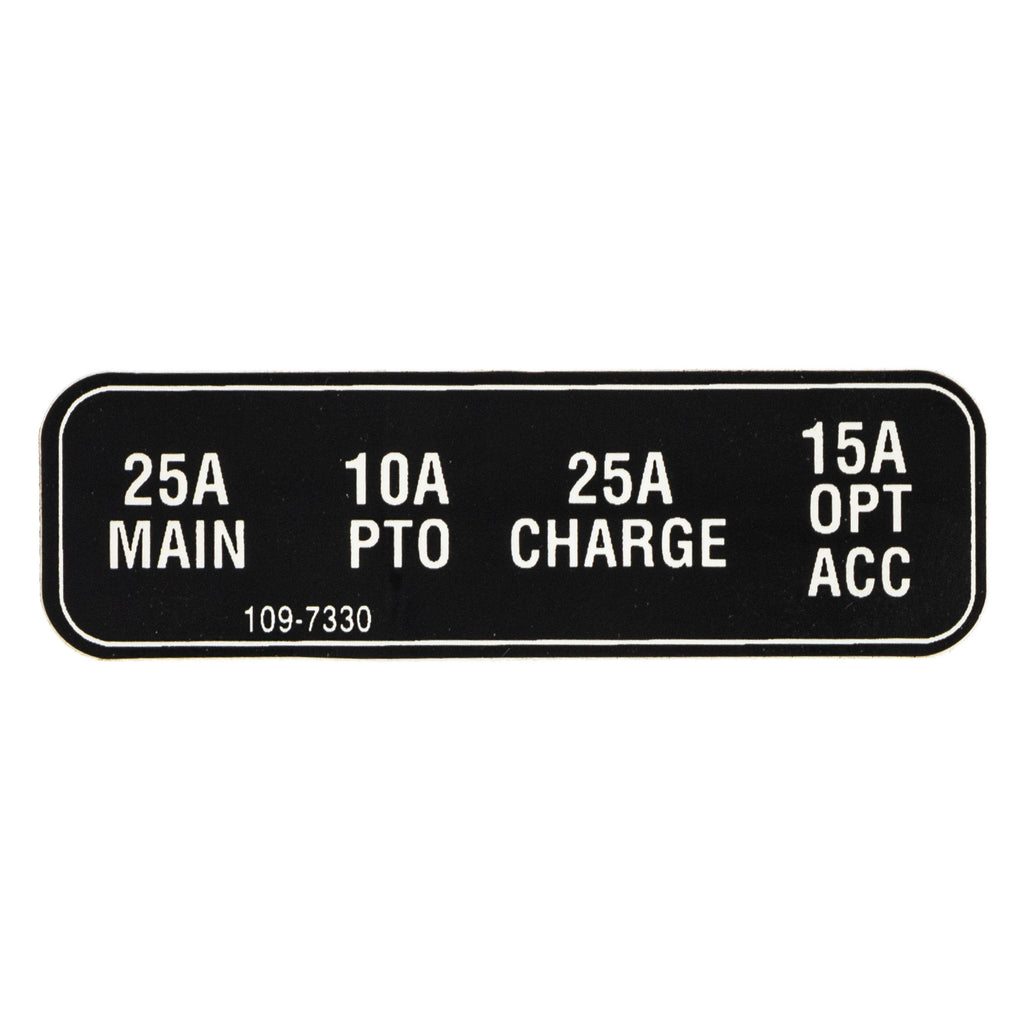 25A
MAIN
10A
PTO
25A
CHARGE
15A
OPT
ACC
109-7330